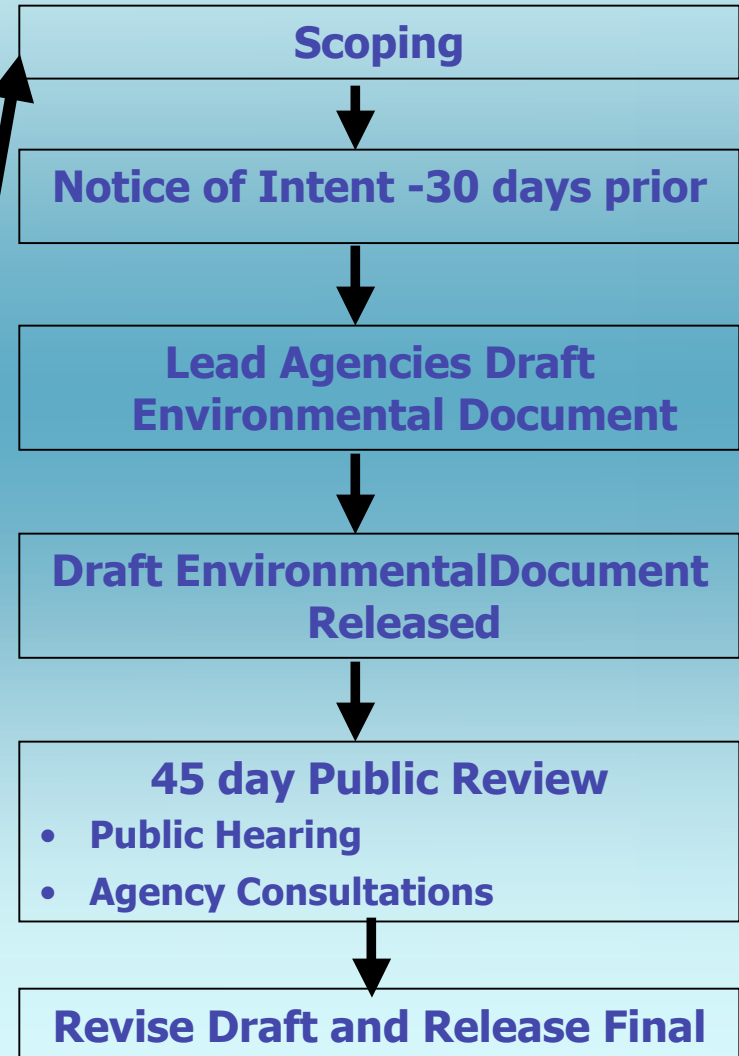 Scoping
Notice of Intent -30 days prior
Lead Agencies Draft
Environmental Document
Draft EnvironmentalDocument
Released
45 day Public Review
• Public Hearing
• Agency Consultations
Revise Draft and Release Final